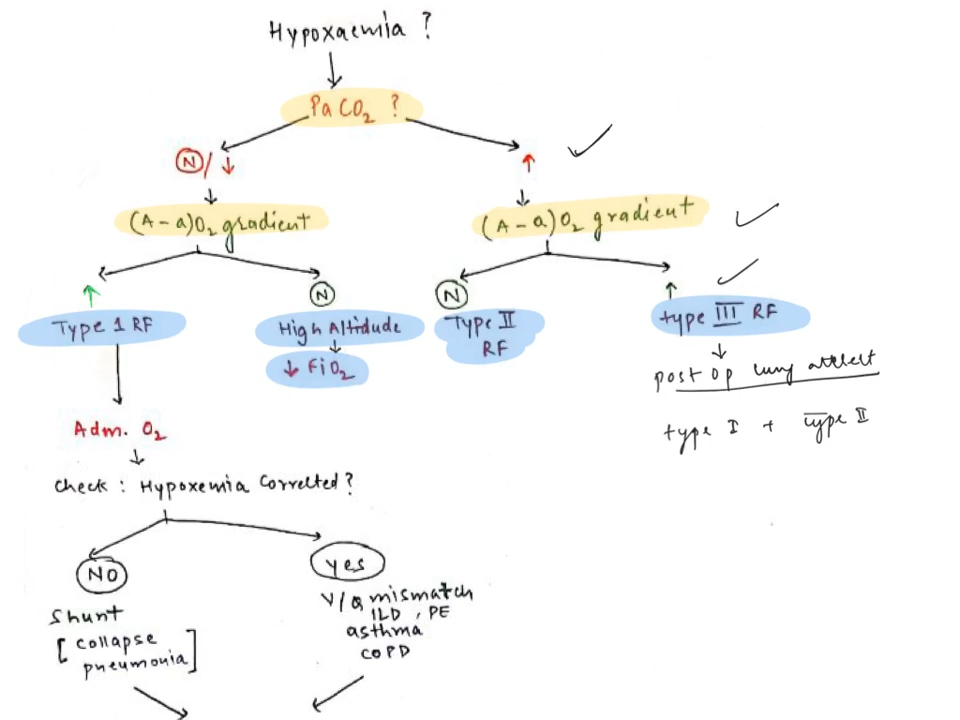 Hypoxaemia ?
↓
PaCO₂ ?
Ⓝ/ ↓
↑ ✓
(A-a)O₂ gradient
(A-a)O₂ gradient ✓
↑
Ⓝ
Ⓝ
↑ ✓
Type 1 RF
High Altidude
↓ FiO₂
Type II
RF
type III RF
↓
post op lung
type I + Type II
Adm. O₂
↓
Check : Hypoxemia Corrected?
NO
yes
Shunt
[collapse
pneumonia]
V/Q mismatch
ILD, PE
asthma
COPD